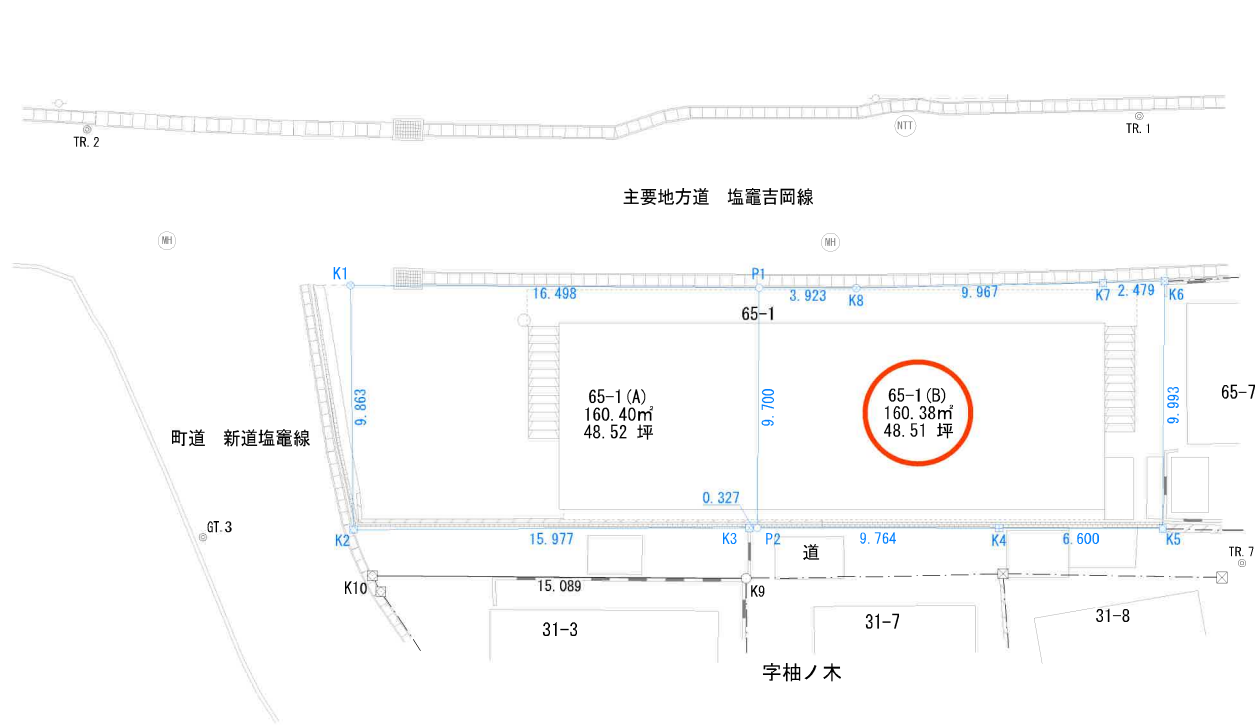 TR. 2
NTT
TR. 1
主要地方道 塩竈吉岡線
MH
MH
K1
P1
16. 498
3. 923
K8
9. 967
K7
2. 479
K6
65-1
65-1(A)
160. 40㎡
48. 52 坪
65-1(B)
160. 38㎡
48. 51 坪
65-7
9. 863
9. 700
9. 993
町道 新道塩竈線
GT. 3
0. 327
K2
15. 977
K3
P2
9. 764
K4
6. 600
K5
道
TR. 7
K10
15. 089
K9
31-3
31-7
31-8
字柚ノ木